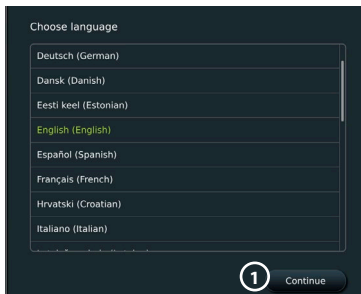 Choose language
Deutsch (German)
Dansk (Danish)
Eesti keel (Estonian)
English (English)
Español (Spanish)
Français (French)
Hrvatski (Croatian)
Italiano (Italian)
1 Continue